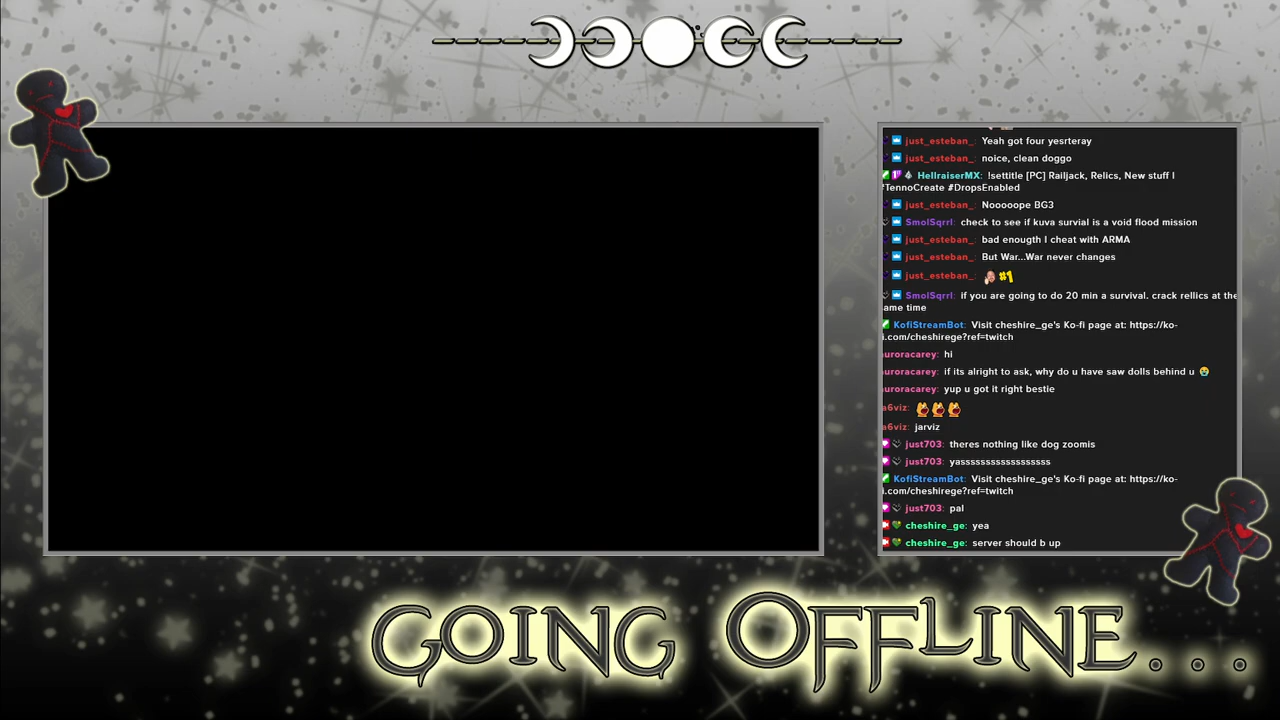 just_esteban_: Yeah got four yesrteray
just_esteban_: noice, clean doggo
HellraiserMX: !settitle [PC] Railjack, Relics, New stuff |
#TennoCreate #DropsEnabled
just_esteban_: Nooooope BG3
SmolSqrrl: check to see if kuva survial is a void flood mission
just_esteban_: bad enougth I cheat with ARMA
just_esteban_: But War...War never changes
just_esteban_: #1
SmolSqrrl: if you are going to do 20 min a survival. crack rellics at the
ame time
KofiStreamBot: Visit cheshire_ge's Ko-fi page at: https://ko-
i.com/cheshirege?ref=twitch
uroracarey: hi
uroracarey: if its alright to ask, why do u have saw dolls behind u 😭
uroracarey: yup u got it right bestie
a6viz:
a6viz: jarviz
just703: theres nothing like dog zoomis
just703: yasssssssssssssssssss
KofiStreamBot: Visit cheshire_ge's Ko-fi page at: https://ko-
i.com/cheshirege?ref=twitch
just703: pal
cheshire_ge: yea
cheshire_ge: server should b up
Going Offline...